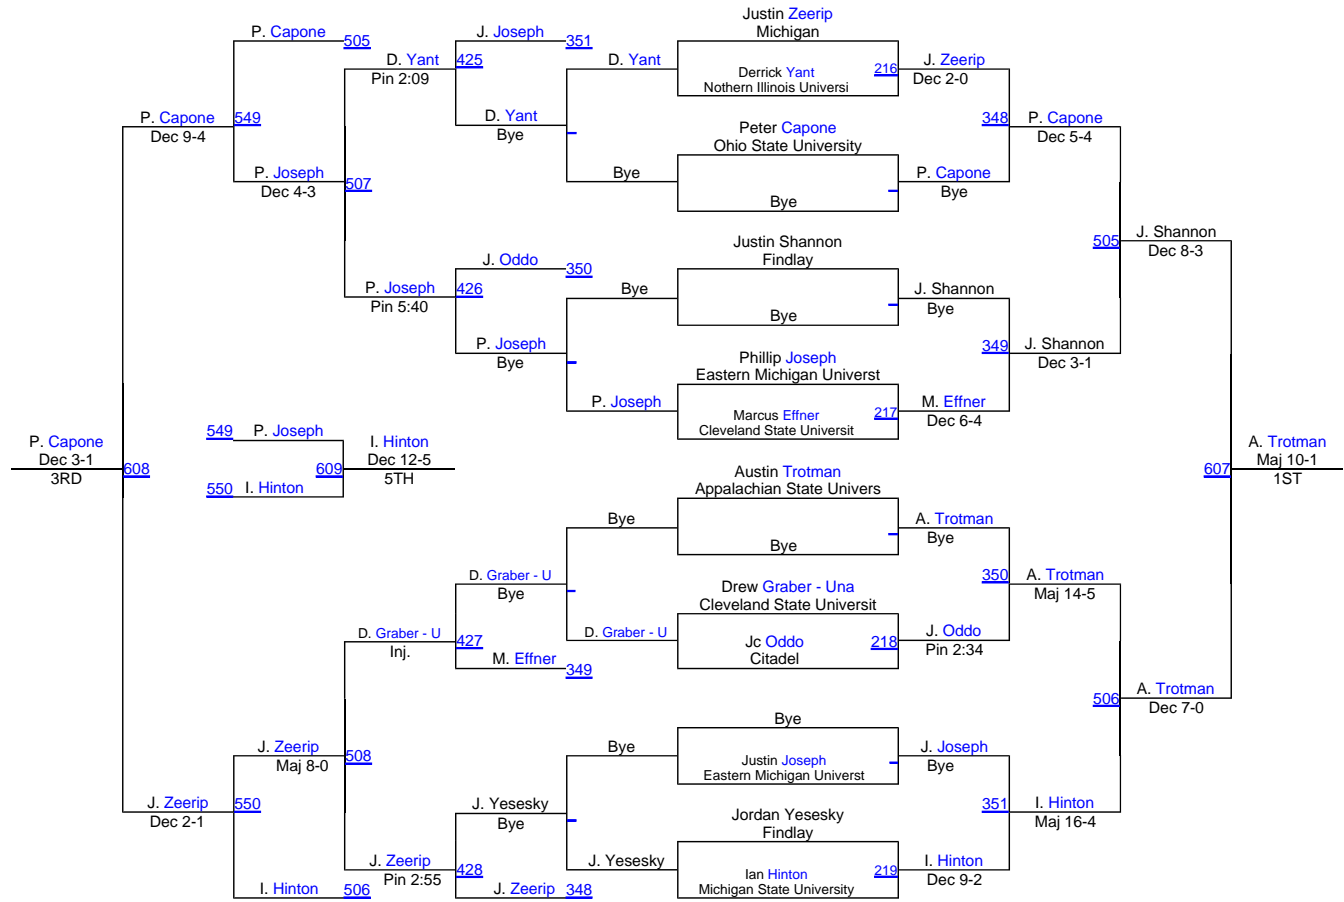 Justin Zeerip
Michigan
P. Capone
505
J. Joseph
351
D. Yant
425
Pin 2:09
D. Yant
Derrick Yant
Nothern Illinois Universi
216
J. Zeerip
Dec 2-0
P. Capone
549
Dec 9-4
D. Yant
Bye
Peter Capone
Ohio State University
348
P. Capone
Dec 5-4
P. Joseph
507
Dec 4-3
Bye
Bye
P. Capone
Bye
Justin Shannon
Findlay
505
J. Shannon
Dec 8-3
J. Oddo
350
P. Joseph
426
Pin 5:40
Bye
Bye
J. Shannon
Bye
P. Joseph
Bye
Phillip Joseph
Eastern Michigan Universt
349
J. Shannon
Dec 3-1
P. Joseph
Marcus Effner
Cleveland State Universit
217
M. Effner
Dec 6-4
P. Capone
Dec 3-1
3RD
608
549
P. Joseph
550
I. Hinton
609
I. Hinton
Dec 12-5
5TH
Austin Trotman
Appalachian State Univers
607
A. Trotman
Maj 10-1
1ST
Bye
Bye
A. Trotman
Bye
D. Graber - U
Bye
Drew Graber - Una
Cleveland State Universit
350
A. Trotman
Maj 14-5
D. Graber - U
Inj.
427
M. Effner
349
D. Graber - U
Jc Oddo
Citadel
218
J. Oddo
Pin 2:34
506
A. Trotman
Dec 7-0
Bye
J. Zeerip
508
Maj 8-0
Bye
Justin Joseph
Eastern Michigan Universt
J. Joseph
Bye
J. Zeerip
550
Dec 2-1
J. Yesesky
Bye
Jordan Yesesky
Findlay
351
I. Hinton
Maj 16-4
J. Zeerip
Pin 2:55
428
J. Yesesky
Ian Hinton
Michigan State University
219
I. Hinton
Dec 9-2
I. Hinton
506
J. Zeerip
348